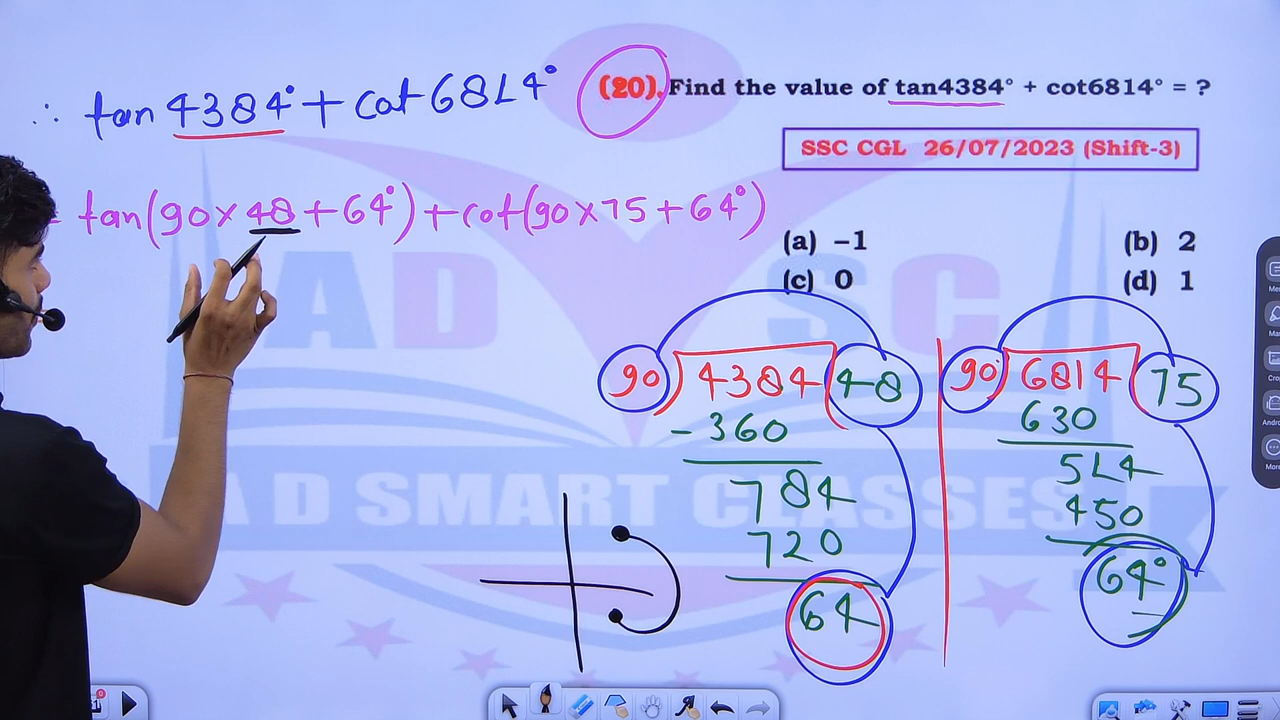 ∴ tan 4384° + cot 6814°
(20). Find the value of tan4384° + cot6814° = ?
SSC CGL 26/07/2023 (Shift-3)
= tan(90×48+64°)+cot(90×75+64°)
(a) −1
(b) 2
(c) 0
(d) 1
90)4384(48
-360
784
720
64
90)6814(75
630
514
450
64°
AD SC
A D SMART CLASSES